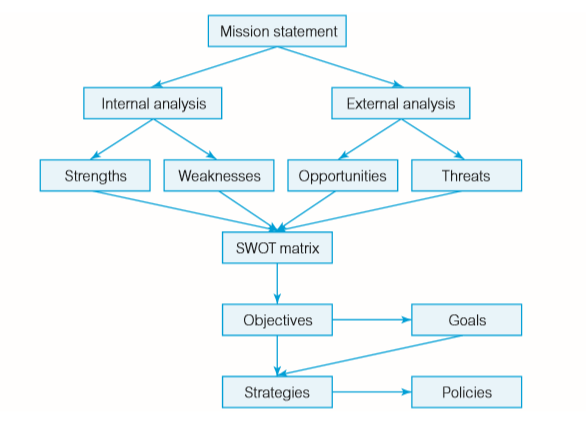 Mission statement
Internal analysis
External analysis
Strengths
Weaknesses
Opportunities
Threats
SWOT matrix
Objectives
Goals
Strategies
Policies